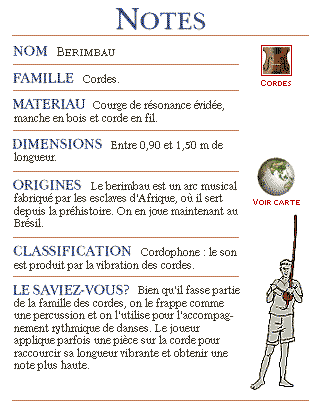 NOTES
NOM BERIMBAU
FAMILLE Cordes.
CORDES
MATERIAU Courge de résonance évidée,
manche en bois et corde en fil.
DIMENSIONS Entre 0,90 et 1,50 m de
longueur.
ORIGINES Le berimbau est un arc musical
fabriqué par les esclaves d'Afrique, où il sert
depuis la préhistoire. On en joue maintenant au
Brésil.
VOIR CARTE
CLASSIFICATION Cordophone : le son
est produit par la vibration des cordes.
LE SAVIEZ-VOUS? Bien qu'il fasse partie
de la famille des cordes, on le frappe comme
une percussion et on l'utilise pour l'accompag-
nement rythmique de danses. Le joueur
applique parfois une pièce sur la corde pour
raccourcir sa longueur vibrante et obtenir une
note plus haute.